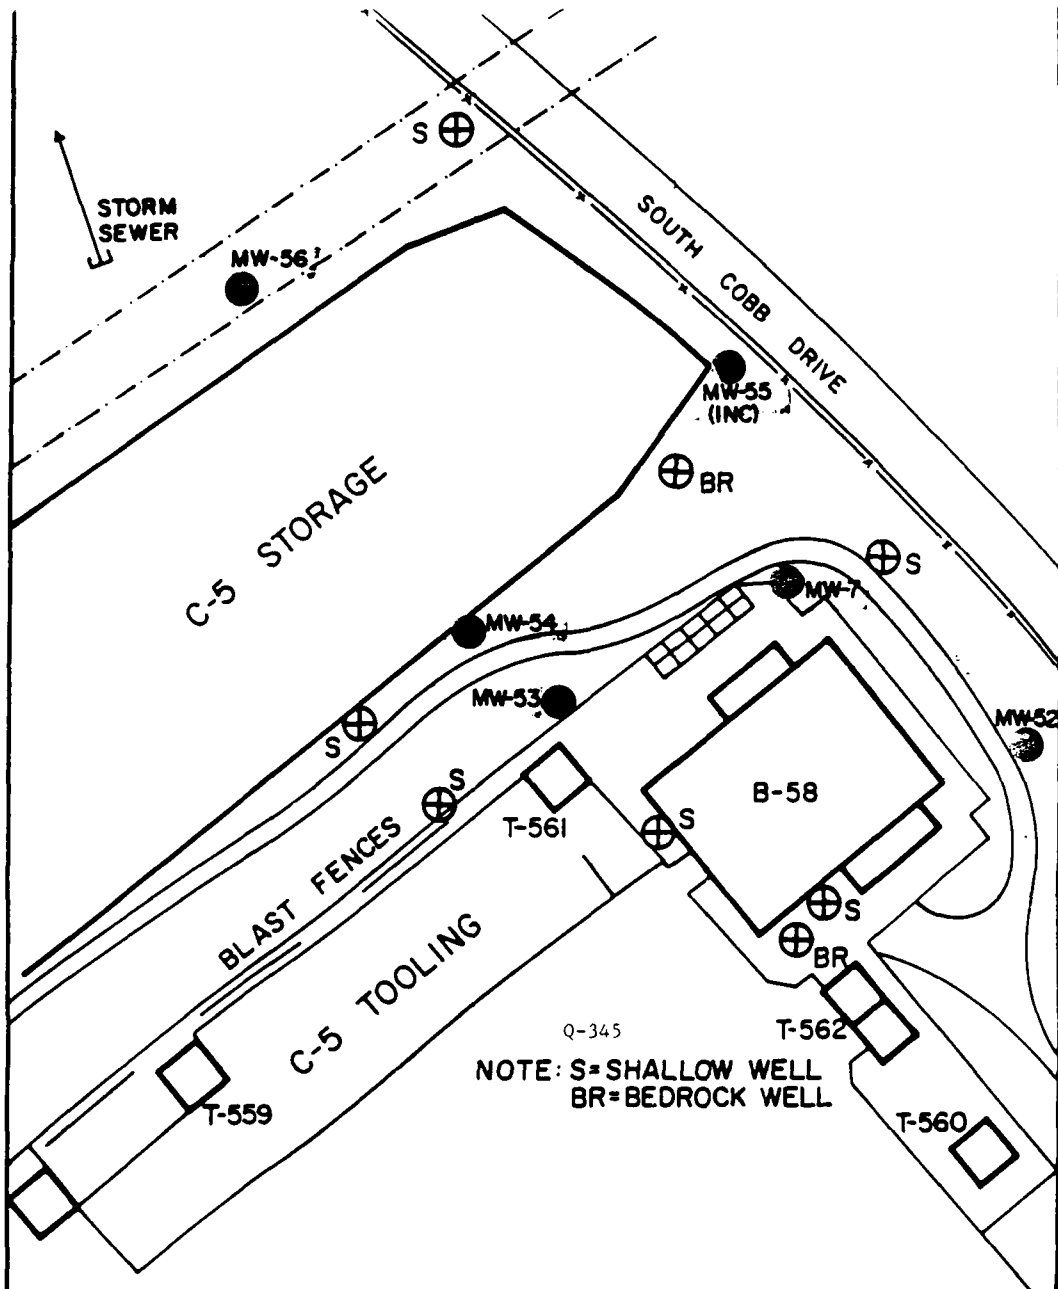 S
STORM
SEWER
MW-56
SOUTH COBB DRIVE
MW-55
(INC)
BR
C-5 STORAGE
S
MW-7
MW-54
MW-53
MW-52
S
S
B-58
S
T-561
BLAST FENCES
S
BR
C-5 TOOLING
Q-345
T-562
NOTE: S=SHALLOW WELL
BR=BEDROCK WELL
T-559
T-560